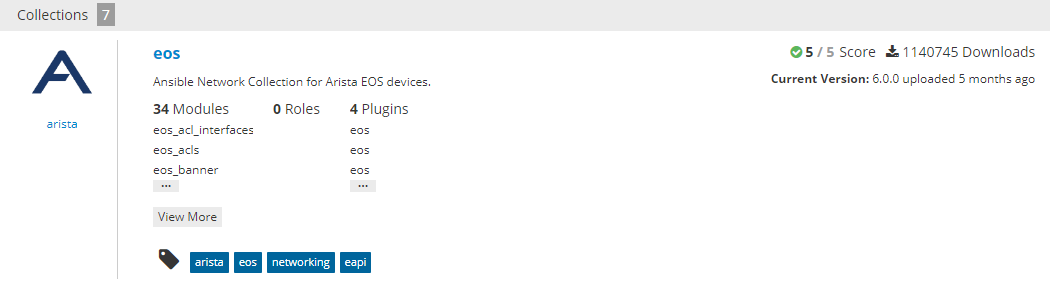 Collections 7
eos
5 / 5 Score 1140745 Downloads
Ansible Network Collection for Arista EOS devices.
Current Version: 6.0.0 uploaded 5 months ago
34 Modules 0 Roles 4 Plugins
arista
eos_acl_interfaces eos
eos_acls eos
eos_banner eos
... ...
View More
arista eos networking eapi